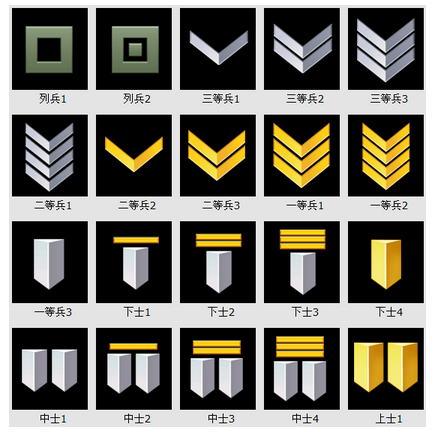 列兵1 列兵2 三等兵1 三等兵2 三等兵3
二等兵1 二等兵2 二等兵3 一等兵1 一等兵2
一等兵3 下士1 下士2 下士3 下士4
中士1 中士2 中士3 中士4 上士1